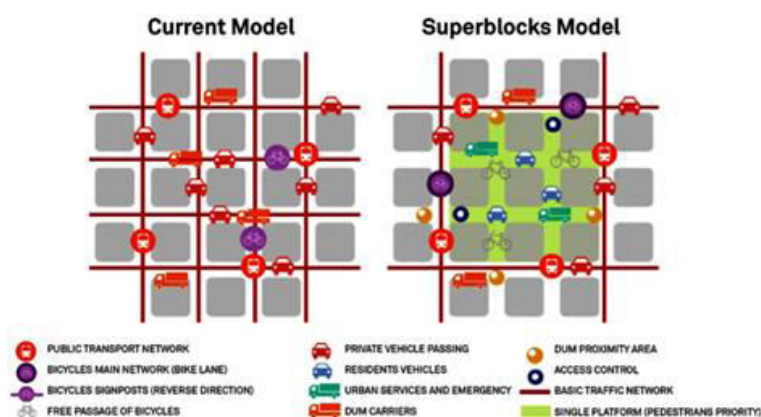 Current Model
Superblocks Model
PUBLIC TRANSPORT NETWORK
BICYCLES MAIN NETWORK (BIKE LANE)
BICYCLES SIGNPOSTS (REVERSE DIRECTION)
FREE PASSAGE OF BICYCLES
PRIVATE VEHICLE PASSING
RESIDENTS VEHICLES
URBAN SERVICES AND EMERGENCY
DUM CARRIERS
DUM PROXIMITY AREA
ACCESS CONTROL
BASIC TRAFFIC NETWORK
SINGLE PLATFORM (PEDESTRIANS PRIORITY)